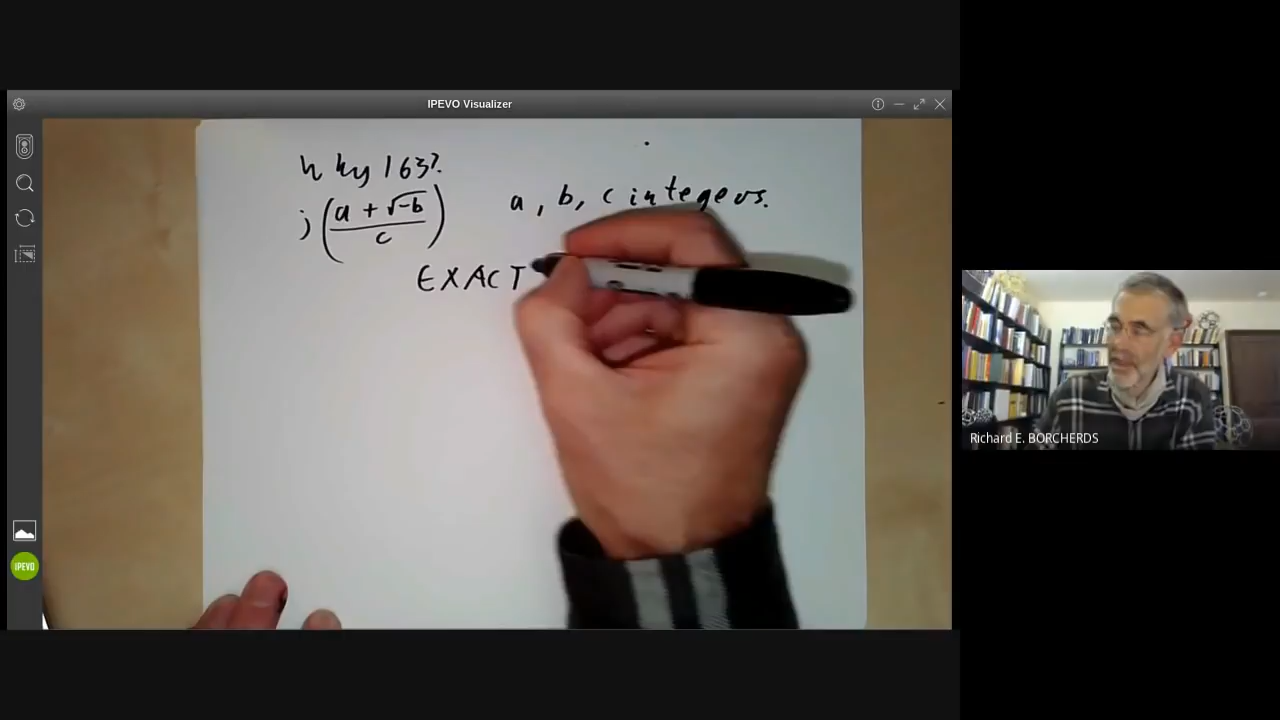 IPEVO Visualizer
Why 163?
j((a + √-b)/c) a, b, c integers.
EXACT
Richard E. BORCHERDS
IPEVO